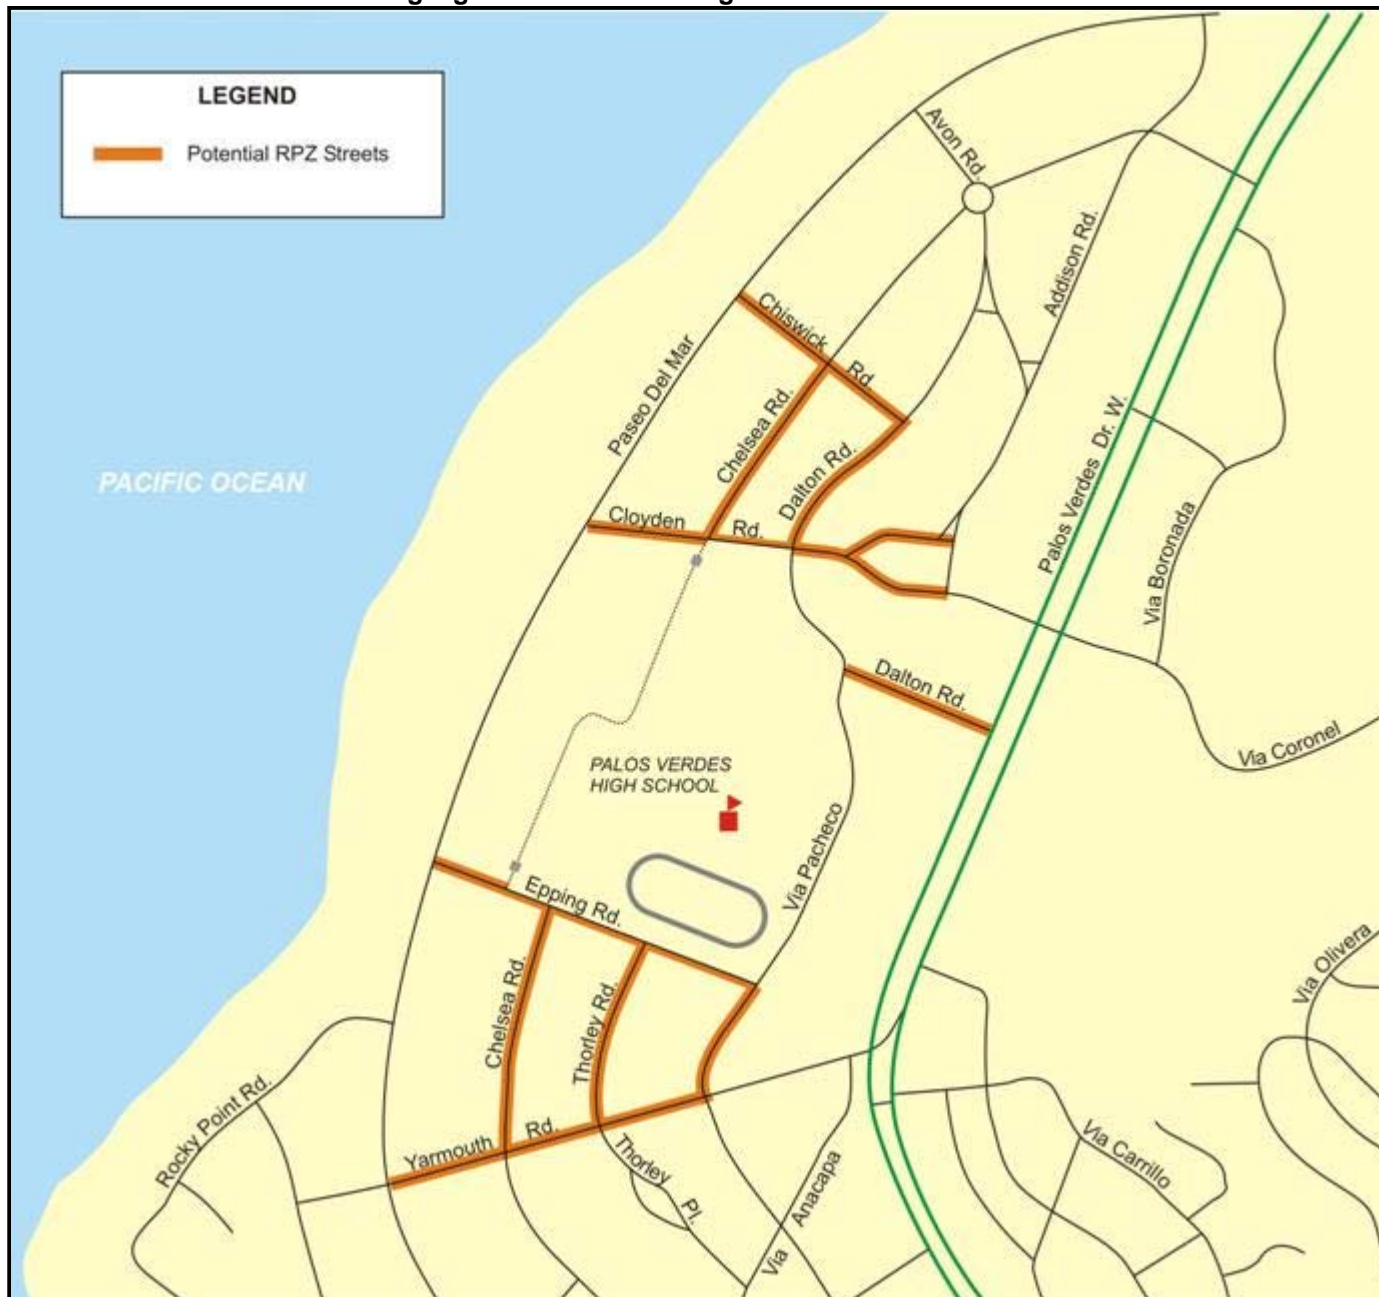 LEGEND
Potential RPZ Streets
PACIFIC OCEAN
Avon Rd.
Addison Rd.
Chiswick Rd.
Paseo Del Mar
Chelsea Rd.
Dalton Rd.
Cloyden Rd.
Palos Verdes Dr. W.
Via Boronada
Dalton Rd.
Via Coronel
PALOS VERDES
HIGH SCHOOL
Via Pacheco
Epping Rd.
Via Olivera
Chelsea Rd.
Thorley Rd.
Rocky Point Rd.
Yarmouth Rd.
Thorley Pl.
Via Anacapa
Via Carrillo